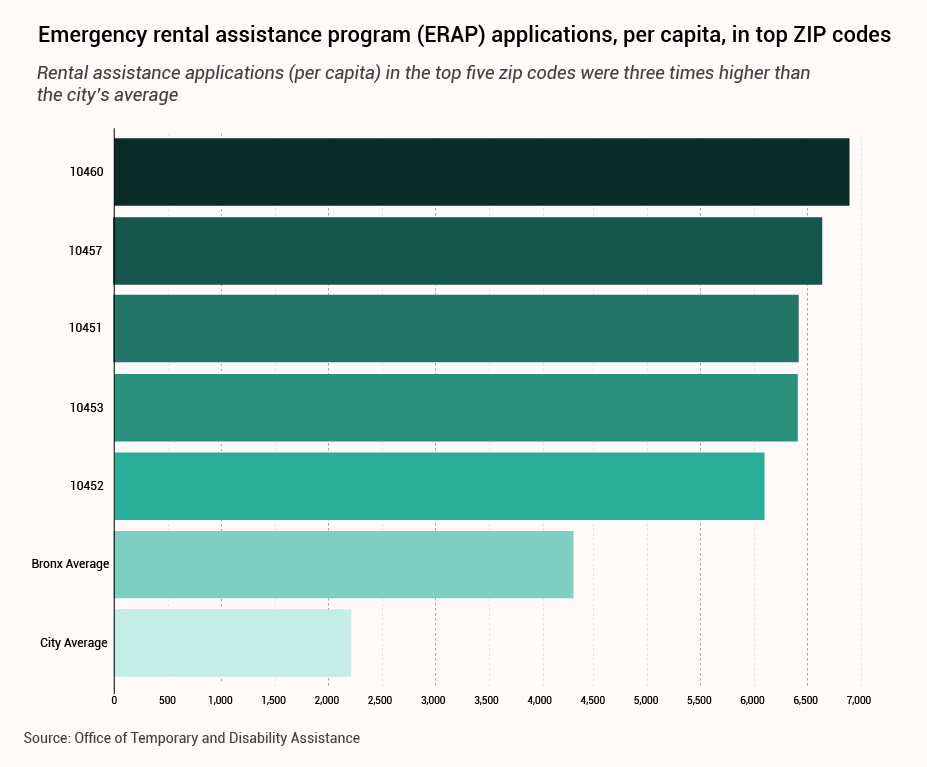 Emergency rental assistance program (ERAP) applications, per capita, in top ZIP codes
Rental assistance applications (per capita) in the top five zip codes were three times higher than
the city's average
10460
10457
10451
10453
10452
Bronx Average
City Average
0 500 1,000 1,500 2,000 2,500 3,000 3,500 4,000 4,500 5,000 5,500 6,000 6,500 7,000
Source: Office of Temporary and Disability Assistance